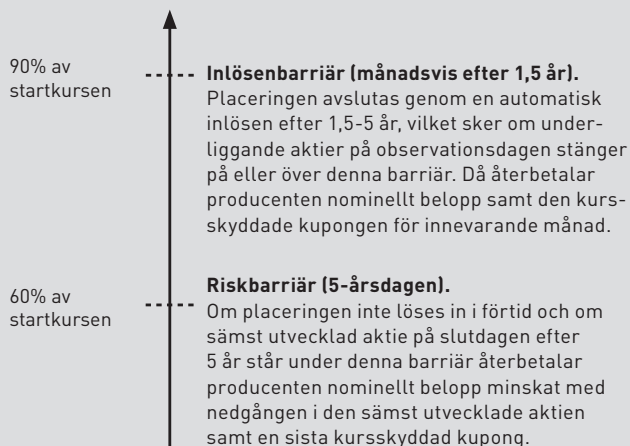 90% av
startkursen
Inlösenbarriär (månadsvis efter 1,5 år).
Placeringen avslutas genom en automatisk
inlösen efter 1,5-5 år, vilket sker om under-
liggande aktier på observationsdagen stänger
på eller över denna barriär. Då återbetalar
producenten nominellt belopp samt den kurs-
skyddade kupongen för innevarande månad.
60% av
startkursen
Riskbarriär (5-årsdagen).
Om placeringen inte löses in i förtid och om
sämst utvecklad aktie på slutdagen efter
5 år står under denna barriär återbetalar
producenten nominellt belopp minskat med
nedgången i den sämst utvecklade aktien
samt en sista kursskyddad kupong.